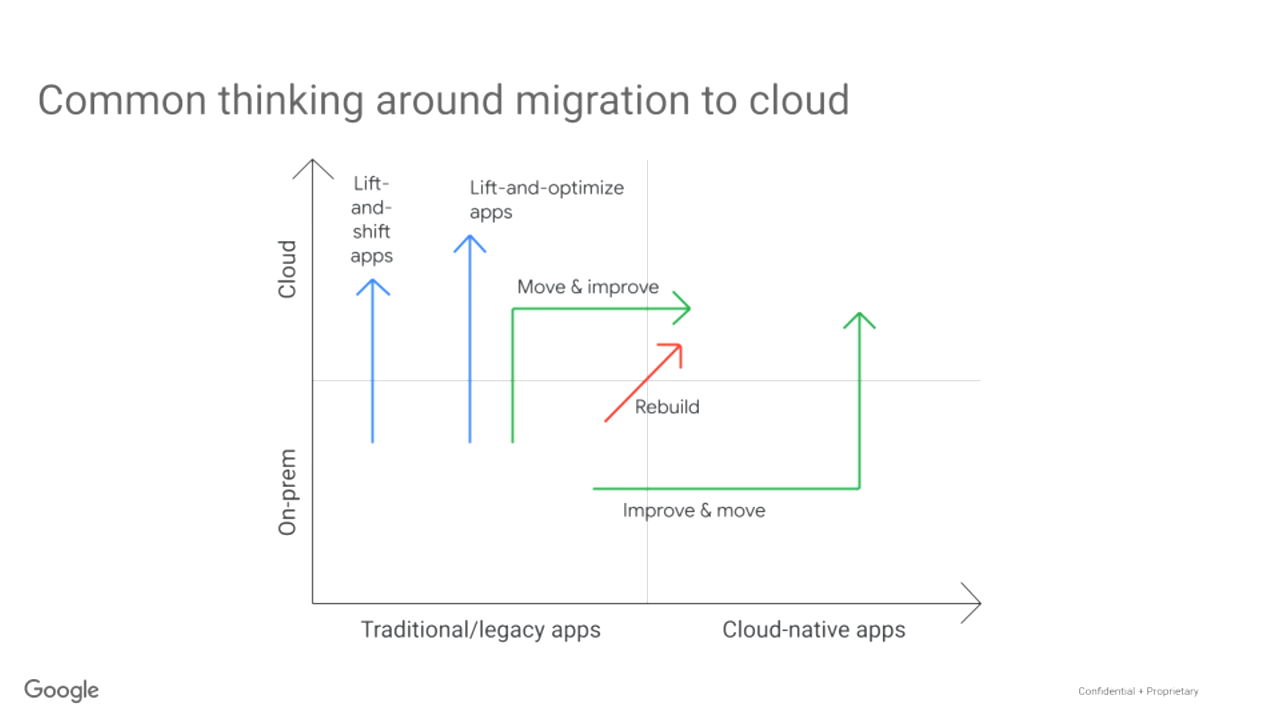 Common thinking around migration to cloud
Lift-
and-
shift
apps
Lift-and-optimize
apps
Cloud
Move & improve
Rebuild
On-prem
Improve & move
Traditional/legacy apps
Cloud-native apps
Google
Confidential + Proprietary